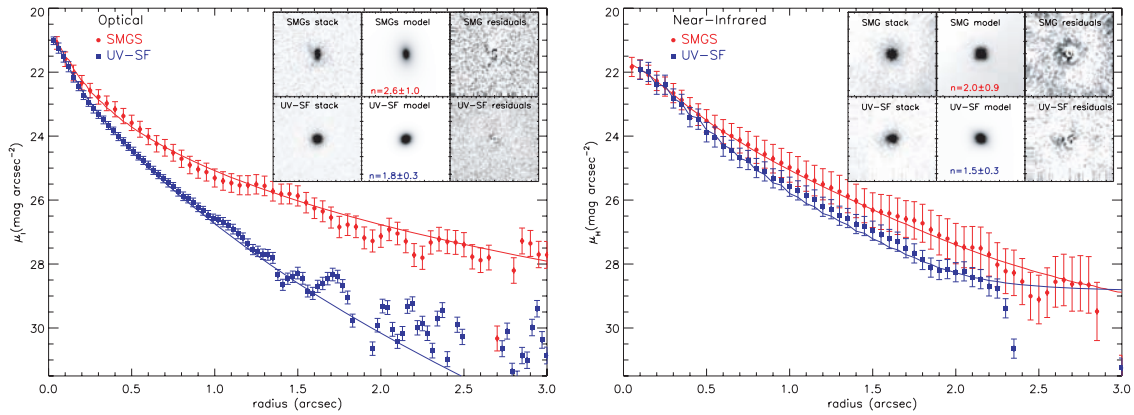 Optical
SMGS
UV-SF
SMGs stack
SMGs model
SMG residuals
n=2.6±1.0
UV-SF stack
UV-SF model
UV-SF residuals
n=1.8±0.3
20
22
24
26
28
30
μI(mag arcsec⁻²)
0.0
0.5
1.0
1.5
2.0
2.5
3.0
radius (arcsec)
Near-Infrared
SMGS
UV-SF
SMG stack
SMG model
SMG residuals
n=2.0±0.9
UV-SF stack
UV-SF model
UV-SF residuals
n=1.5±0.3
20
22
24
26
28
30
μH(mag arcsec⁻²)
0.0
0.5
1.0
1.5
2.0
2.5
3.0
radius (arcsec)